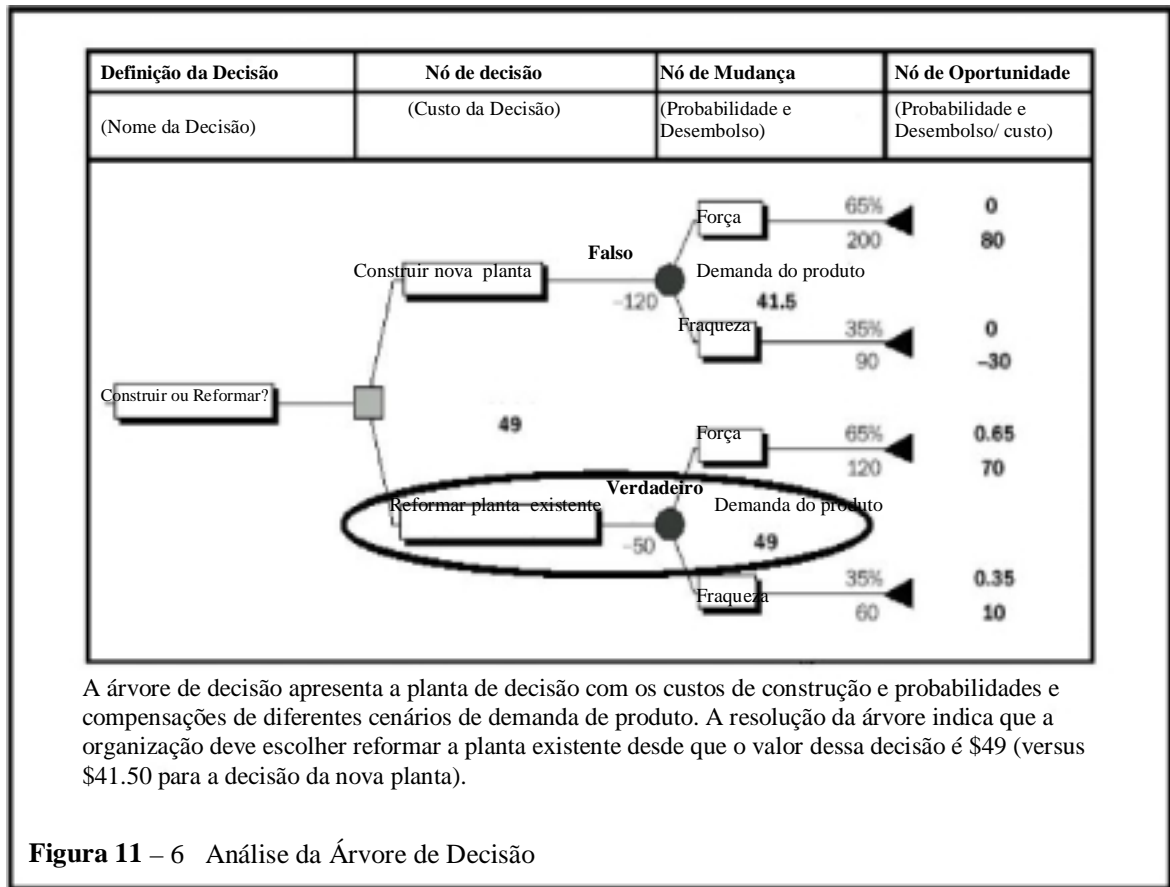 Definição da Decisão Nó de decisão Nó de Mudança Nó de Oportunidade
(Nome da Decisão) (Custo da Decisão) (Probabilidade e Desembolso) (Probabilidade e Desembolso/ custo)
Força 65% 0
200 80
Falso
Construir nova planta Demanda do produto
-120 41.5
Fraqueza 35% 0
90 -30
Construir ou Reformar?
49
Força 65% 0.65
120 70
Verdadeiro
Reformar planta existente Demanda do produto
-50 49
Fraqueza 35% 0.35
60 10
A árvore de decisão apresenta a planta de decisão com os custos de construção e probabilidades e
compensações de diferentes cenários de demanda de produto. A resolução da árvore indica que a
organização deve escolher reformar a planta existente desde que o valor dessa decisão é $49 (versus
$41.50 para a decisão da nova planta).
Figura 11 – 6 Análise da Árvore de Decisão